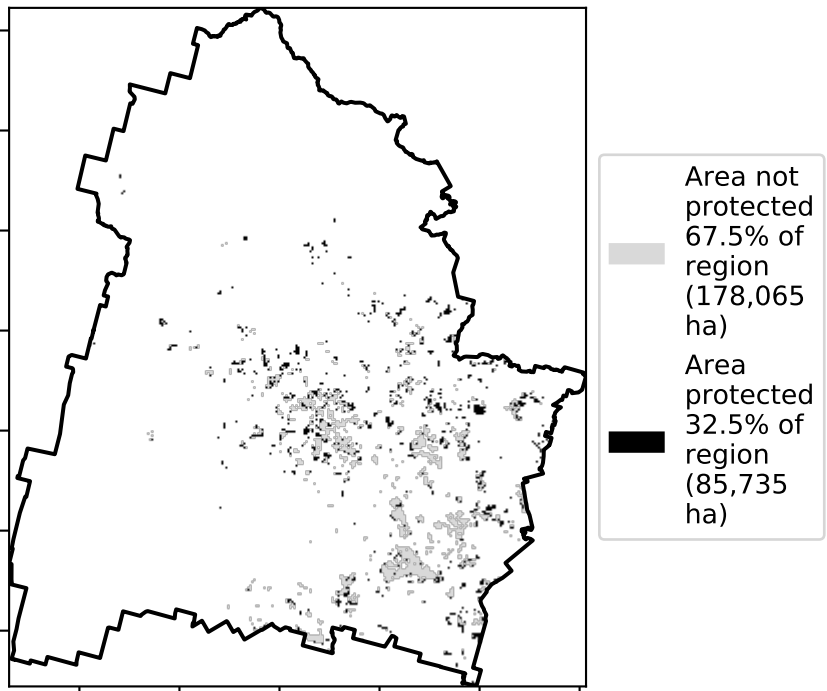 Area not
protected
67.5% of
region
(178,065
ha)
Area
protected
32.5% of
region
(85,735
ha)